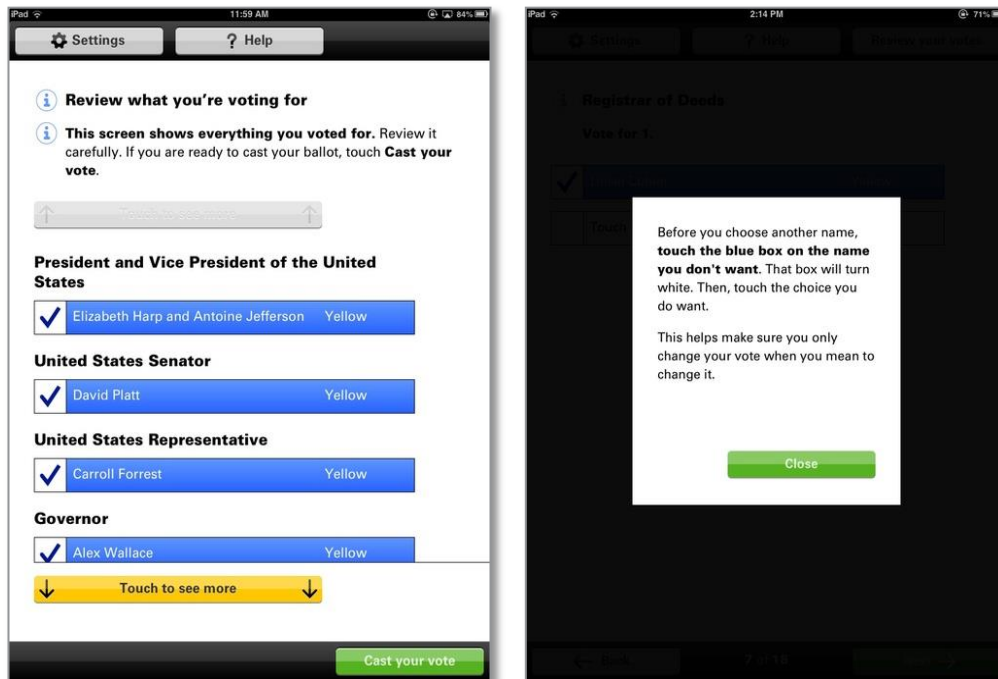 iPad 11:59 AM 84%
Settings ? Help
Review what you're voting for
This screen shows everything you voted for. Review it
carefully. If you are ready to cast your ballot, touch Cast your
vote.
Touch to see more
President and Vice President of the United
States
Elizabeth Harp and Antoine Jefferson Yellow
United States Senator
David Platt Yellow
United States Representative
Carroll Forrest Yellow
Governor
Alex Wallace Yellow
Touch to see more
Cast your vote
iPad 2:14 PM 71%
Settings ? Help Review your votes
Registrar of Deeds
Vote for 1.
Yellow
Touch
Before you choose another name,
touch the blue box on the name
you don't want. That box will turn
white. Then, touch the choice you
do want.
This helps make sure you only
change your vote when you mean to
change it.
Close
Back 7 of 18